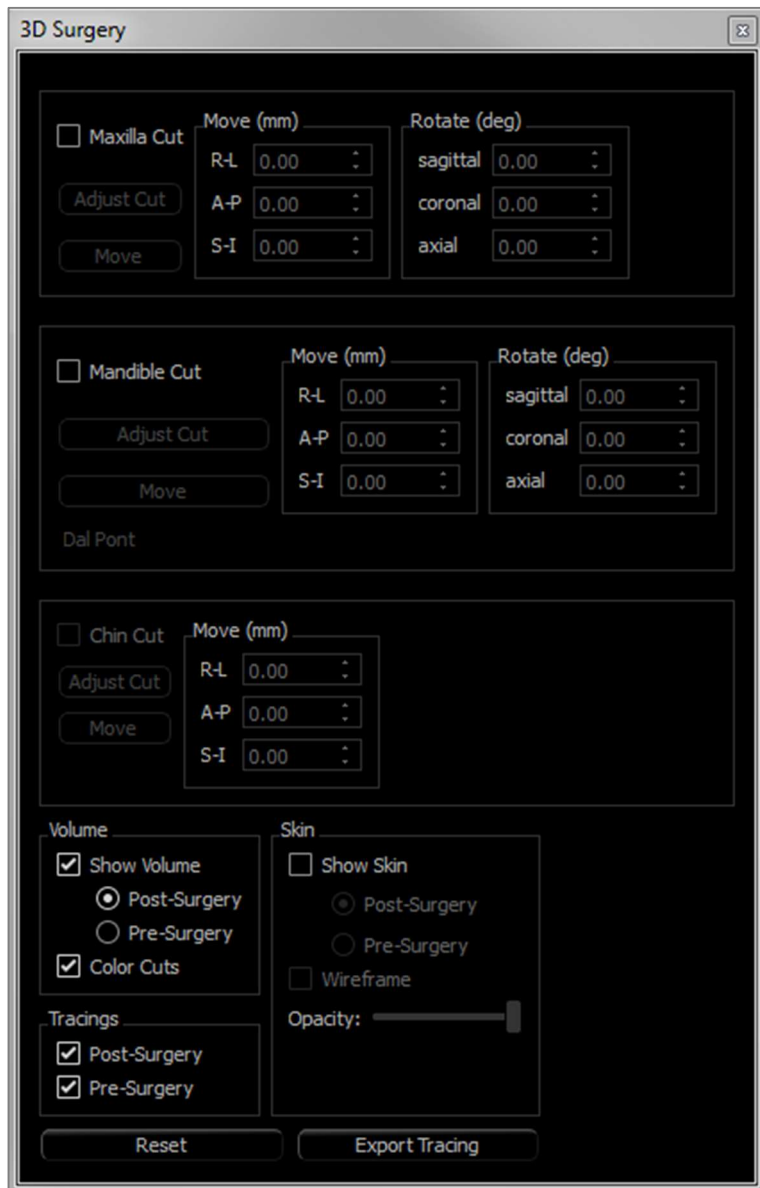 3D Surgery
Maxilla Cut
Adjust Cut
Move
Move (mm)
R-L 0.00
A-P 0.00
S-I 0.00
Rotate (deg)
sagittal 0.00
coronal 0.00
axial 0.00
Mandible Cut
Adjust Cut
Move
Dal Pont
Move (mm)
R-L 0.00
A-P 0.00
S-I 0.00
Rotate (deg)
sagittal 0.00
coronal 0.00
axial 0.00
Chin Cut
Adjust Cut
Move
Move (mm)
R-L 0.00
A-P 0.00
S-I 0.00
Volume
Show Volume
Post-Surgery
Pre-Surgery
Color Cuts
Skin
Show Skin
Post-Surgery
Pre-Surgery
Wireframe
Opacity:
Tracings
Post-Surgery
Pre-Surgery
Reset
Export Tracing